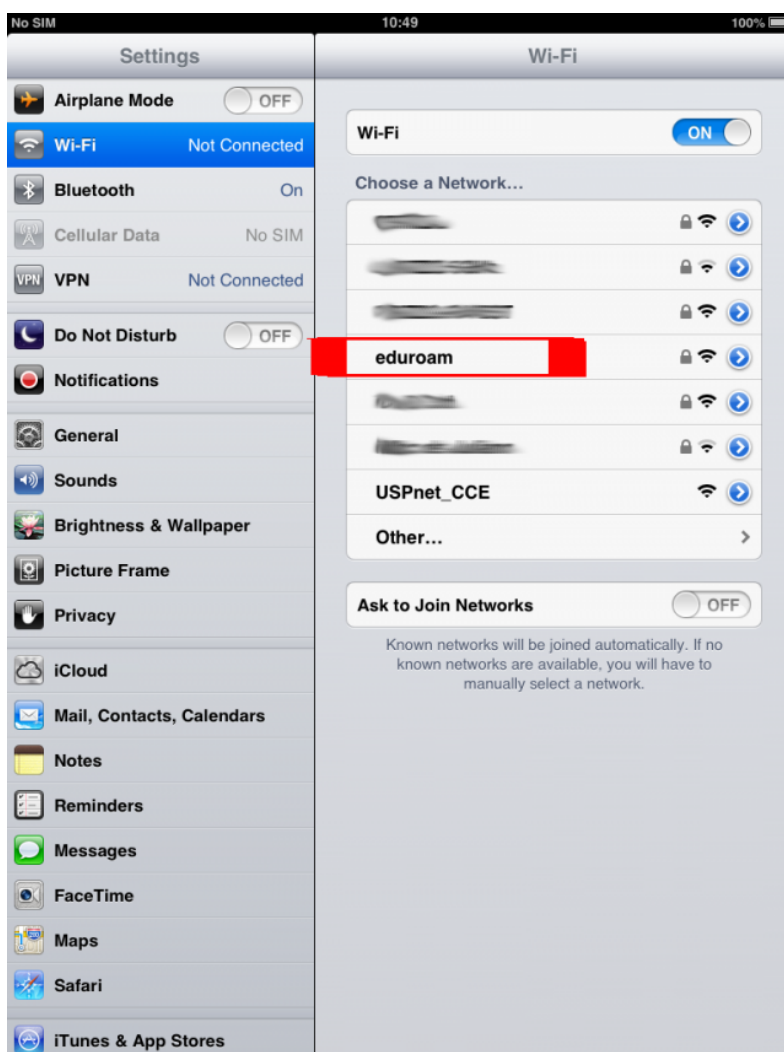 No SIM 10:49 100%
Settings
Airplane Mode OFF
Wi-Fi Not Connected
Bluetooth On
Cellular Data No SIM
VPN VPN Not Connected
Do Not Disturb OFF
Notifications
General
Sounds
Brightness & Wallpaper
Picture Frame
Privacy
iCloud
Mail, Contacts, Calendars
Notes
Reminders
Messages
FaceTime
Maps
Safari
iTunes & App Stores
Wi-Fi
Wi-Fi ON
Choose a Network...
eduroam
USPnet_CCE
Other...
Ask to Join Networks OFF
Known networks will be joined automatically. If no
known networks are available, you will have to
manually select a network.